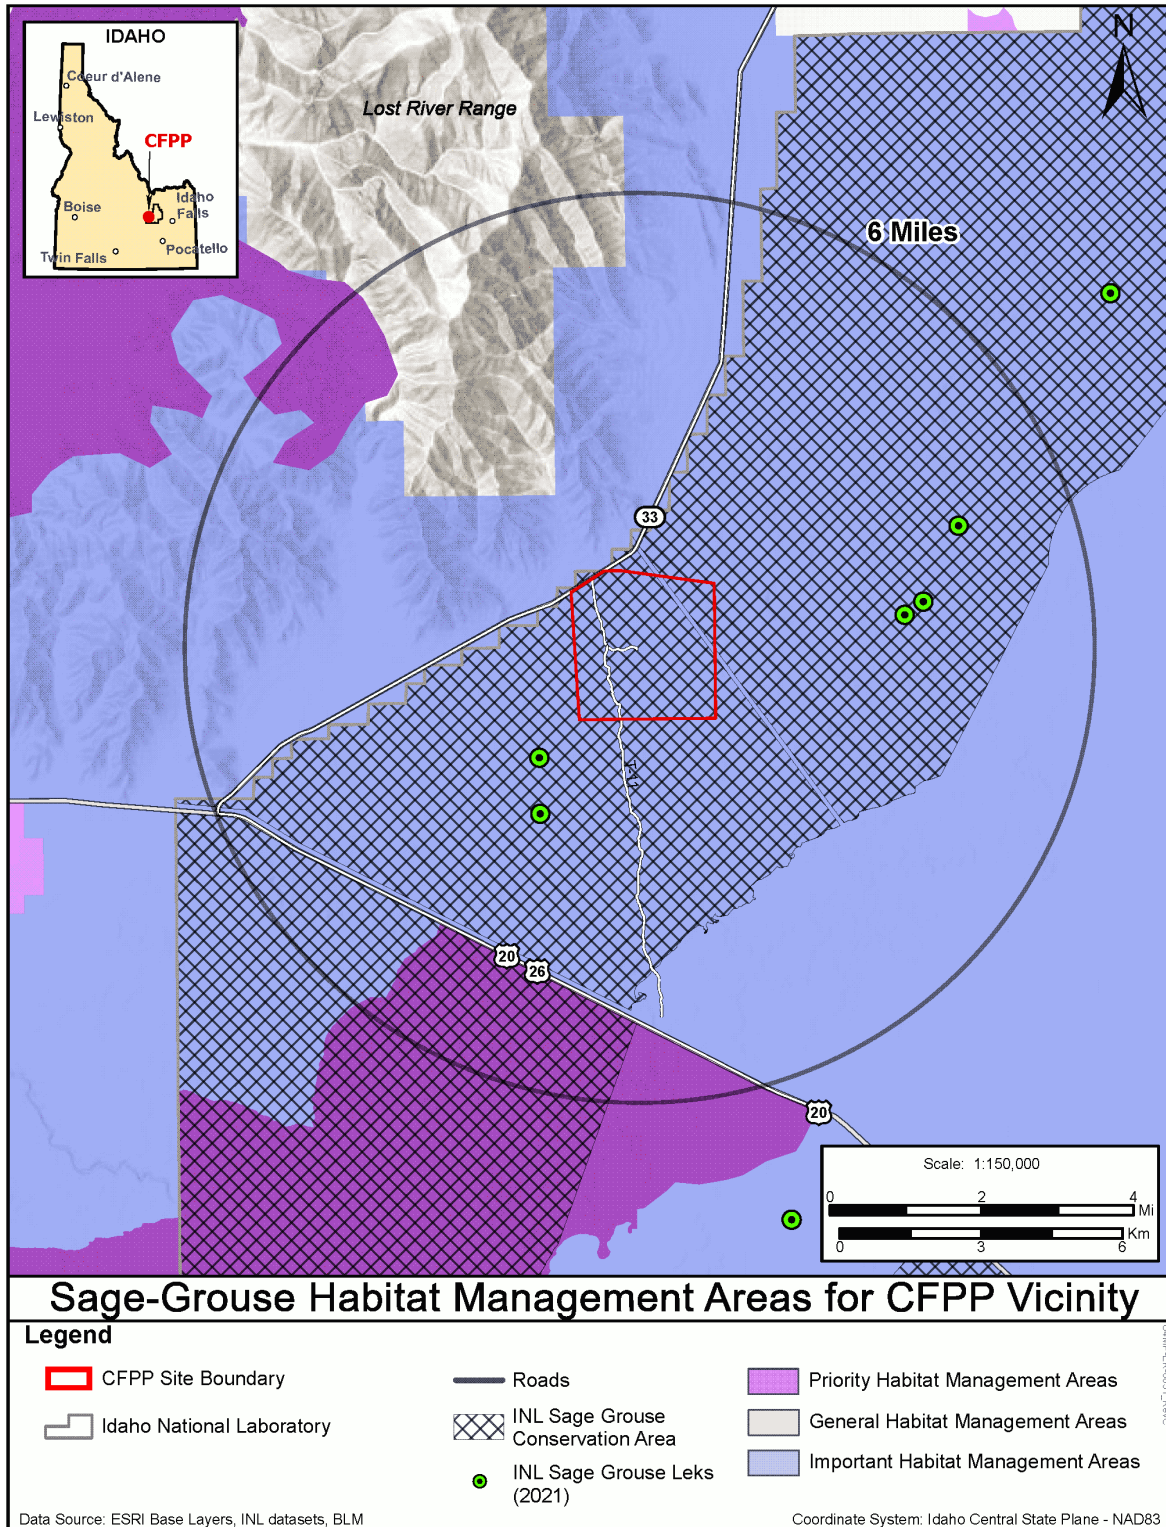 IDAHO
Coeur d'Alene
Lewiston
CFPP
Boise
Idaho
Falls
Twin Falls
Pocatello
Lost River Range
N
6 Miles
33
20
26
20
Scale: 1:150,000
0 2 4
Mi
Km
0 3 6
Sage-Grouse Habitat Management Areas for CFPP Vicinity
Legend
CFPP Site Boundary
Idaho National Laboratory
Roads
INL Sage Grouse
Conservation Area
INL Sage Grouse Leks
(2021)
Priority Habitat Management Areas
General Habitat Management Areas
Important Habitat Management Areas
Data Source: ESRI Base Layers, INL datasets, BLM
Coordinate System: Idaho Central State Plane - NAD83